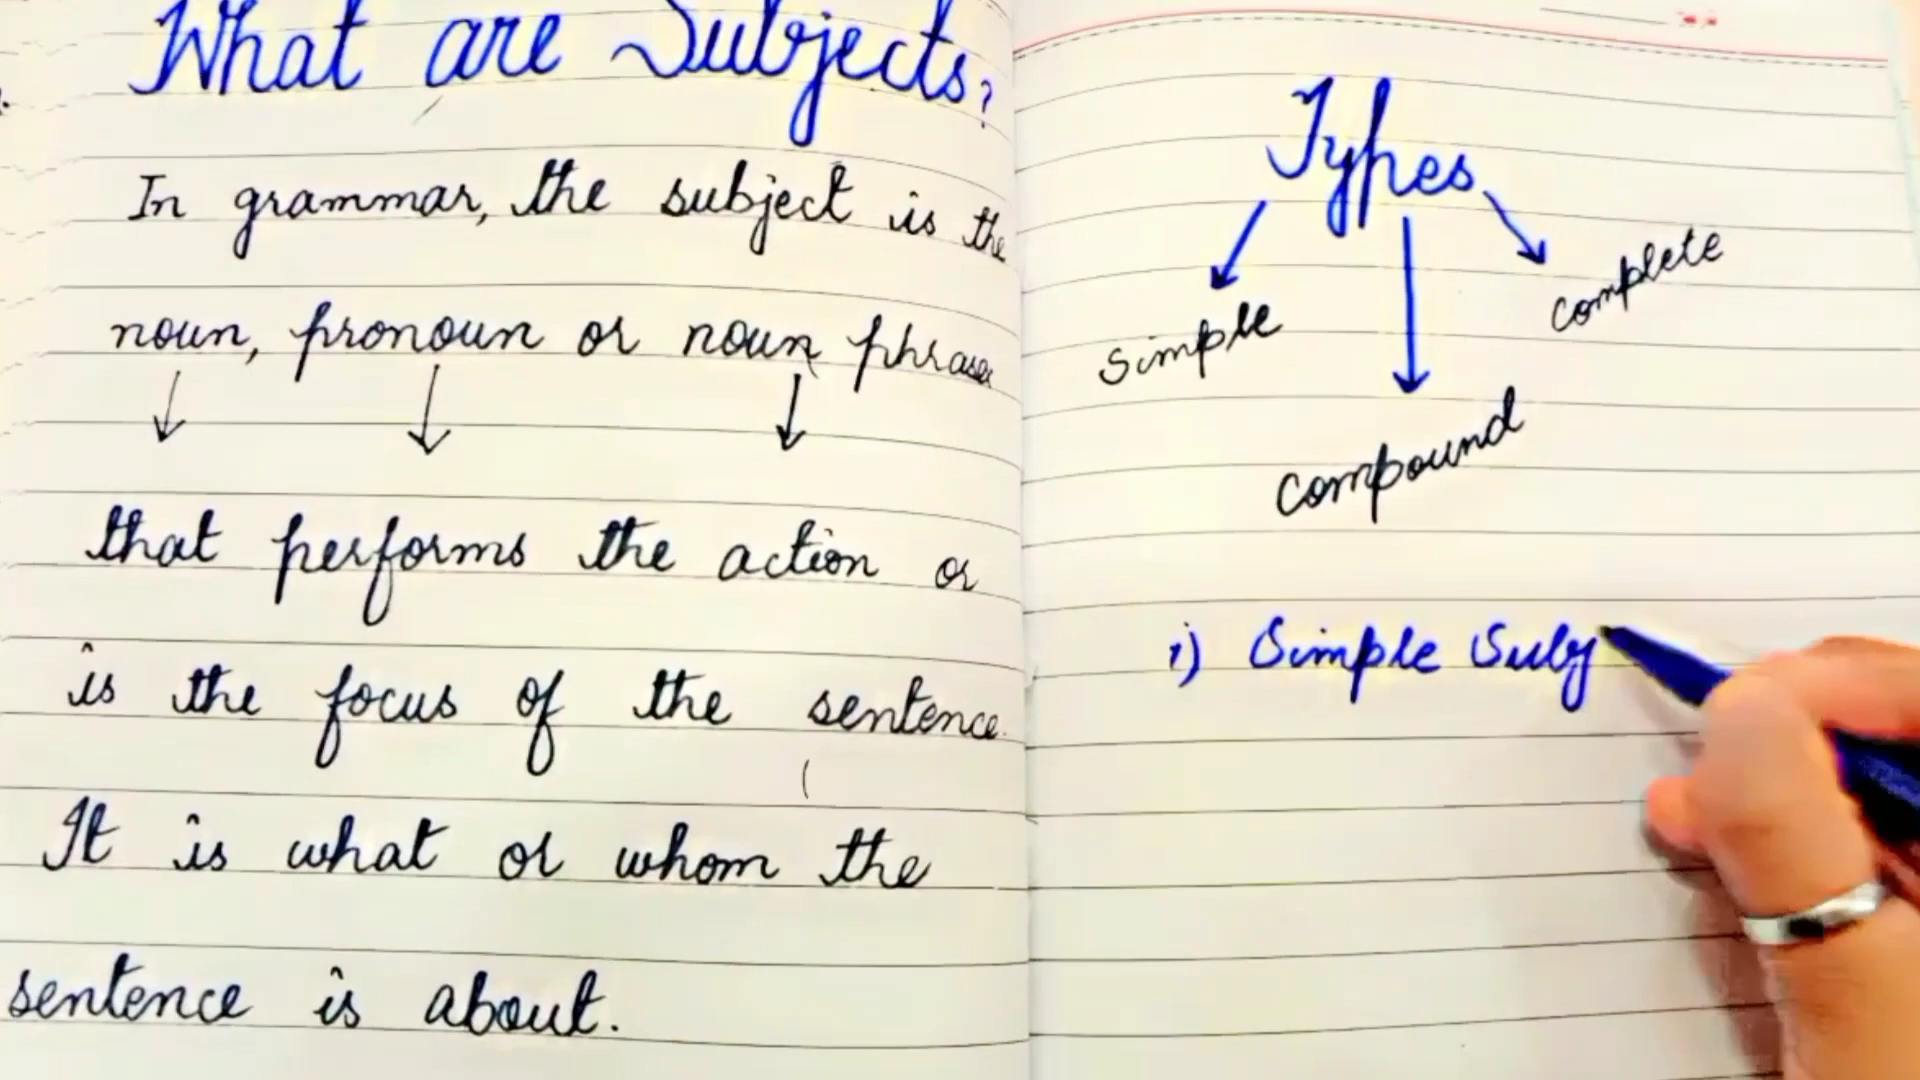 What are Subjects?
In grammar, the subject is the
noun, pronoun or noun phrase
that performs the action or
is the focus of the sentence.
It is what or whom the
sentence is about.
Types
Simple
Compound
Complete
i) Simple Subj